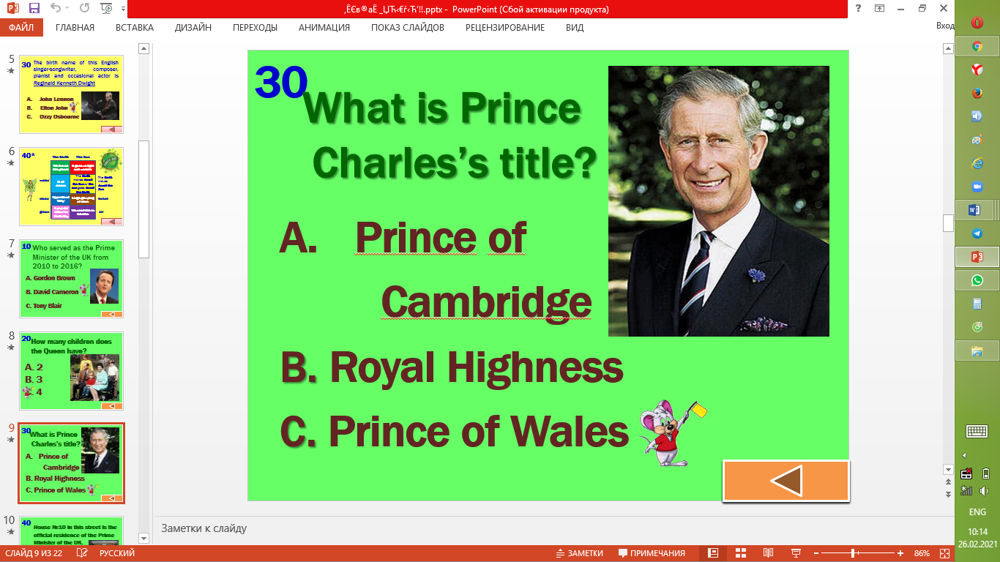 PowerPoint (Сбой активации продукта)
ФАЙЛ ГЛАВНАЯ ВСТАВКА ДИЗАЙН ПЕРЕХОДЫ АНИМАЦИЯ ПОКАЗ СЛАЙДОВ РЕЦЕНЗИРОВАНИЕ ВИД Вход
5
30 The birth name of this English
singer-songwriter, composer,
pianist and occasional actor is
Reginald Kenneth Dwight
A. John Lennon
B. Elton John
C. Ozzy Osbourne
6
40*
7
10 Who served as the Prime
Minister of the UK from
2010 to 2016?
A. Gordon Brown
B. David Cameron
C. Tony Blair
8
20 How many children does
the Queen have?
A. 2
B. 3
4
9
30 What is Prince
Charles's title?
A. Prince of
Cambridge
B. Royal Highness
C. Prince of Wales
10
40 House №10 in this street is the
official residence of the Prime
Minister of the UK.
30
What is Prince
Charles’s title?
A. Prince of
Cambridge
B. Royal Highness
C. Prince of Wales
Заметки к слайду
СЛАЙД 9 ИЗ 22 РУССКИЙ ЗАМЕТКИ ПРИМЕЧАНИЯ 86%
ENG
10:14
26.02.2021